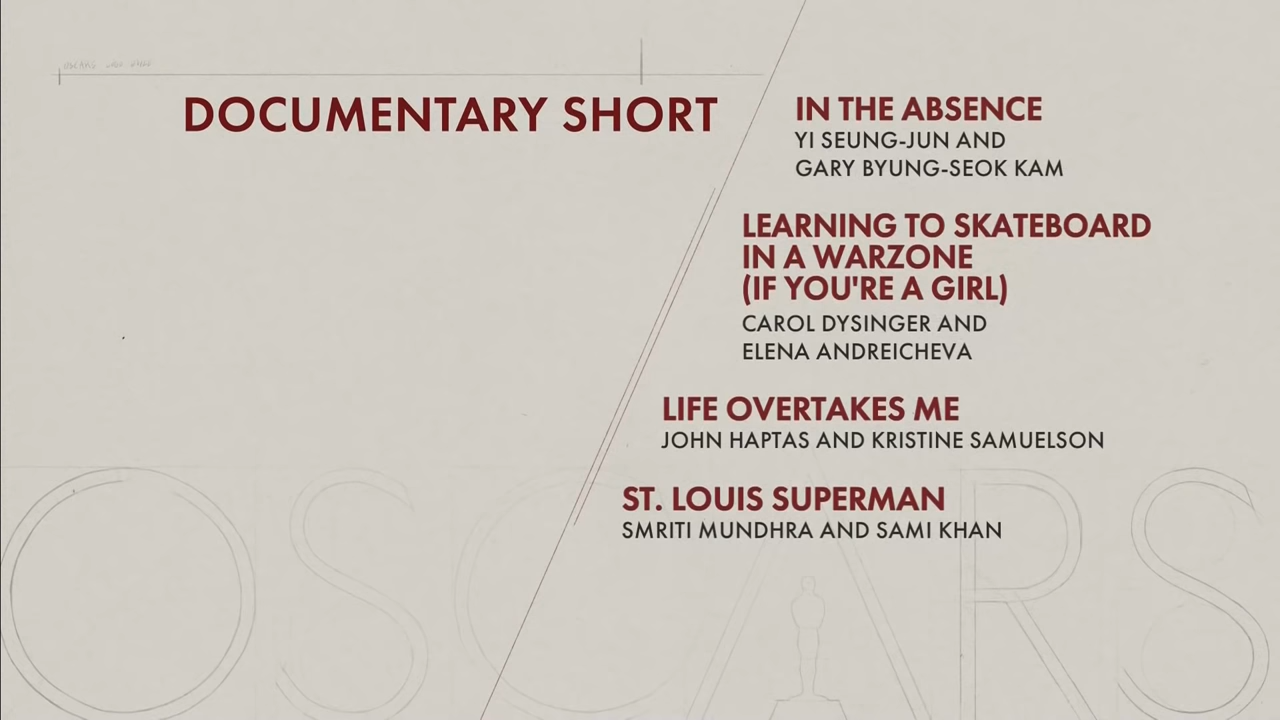 DOCUMENTARY SHORT
IN THE ABSENCE
YI SEUNG-JUN AND
GARY BYUNG-SEOK KAM
LEARNING TO SKATEBOARD
IN A WARZONE
(IF YOU'RE A GIRL)
CAROL DYSINGER AND
ELENA ANDREICHEVA
LIFE OVERTAKES ME
JOHN HAPTAS AND KRISTINE SAMUELSON
ST. LOUIS SUPERMAN
SMRITI MUNDHRA AND SAMI KHAN
OSCARS